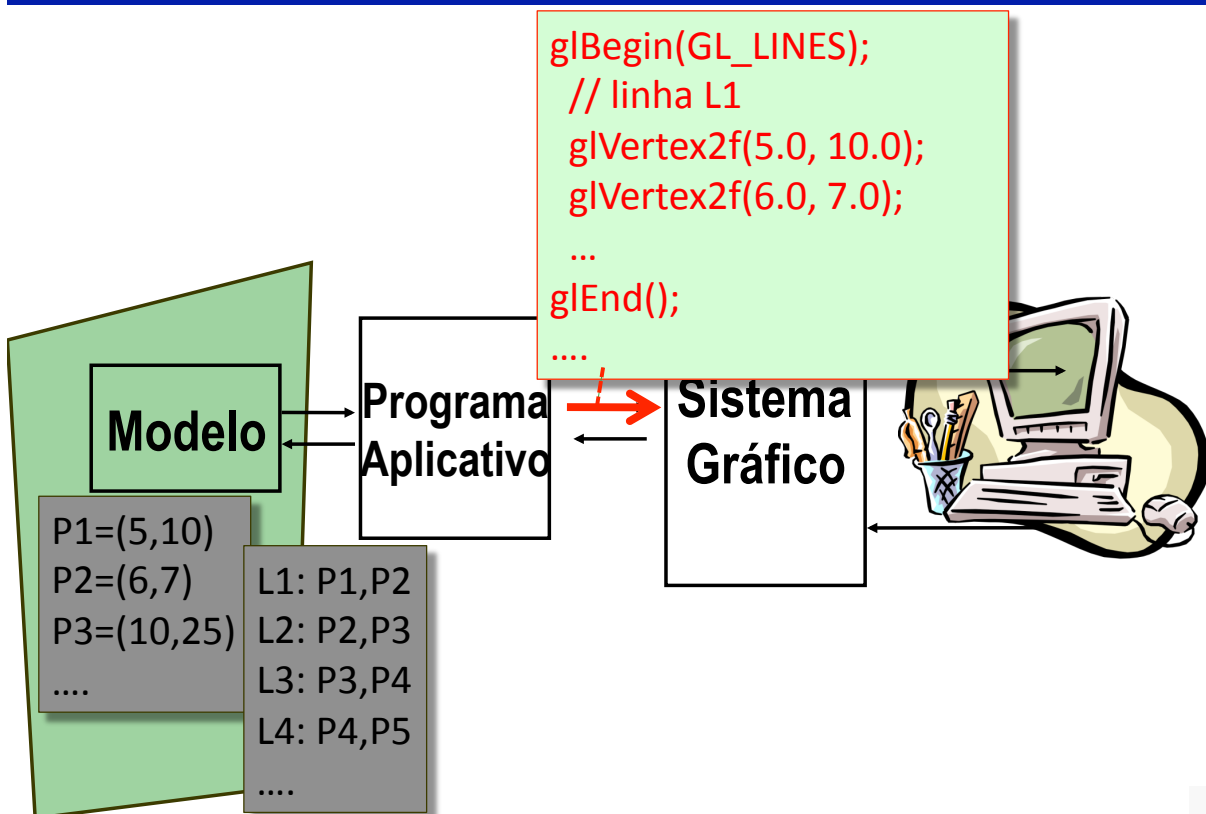 glBegin(GL_LINES);
// linha L1
glVertex2f(5.0, 10.0);
glVertex2f(6.0, 7.0);
...
glEnd();
....
Modelo
Programa
Aplicativo
Sistema
Gráfico
P1=(5,10)
P2=(6,7)
P3=(10,25)
....
L1: P1,P2
L2: P2,P3
L3: P3,P4
L4: P4,P5
....